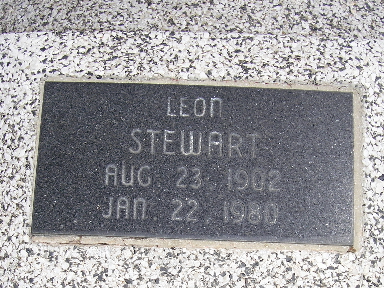 LEON
STEWART
AUG 23, 1902
JAN. 22, 1980